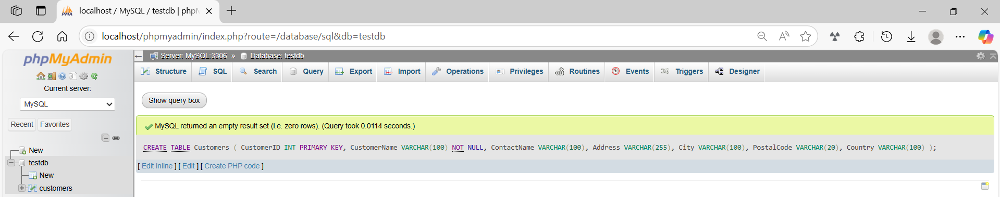 PMA
localhost / MySQL / testdb | phpM
localhost/phpmyadmin/index.php?route=/database/sql&db=testdb
phpMyAdmin
Current server:
MySQL
Recent Favorites
New
testdb
New
customers
Server: MySQL:3306 » Database: testdb
Structure SQL Search Query Export Import Operations Privileges Routines Events Triggers Designer
Show query box
MySQL returned an empty result set (i.e. zero rows). (Query took 0.0114 seconds.)
CREATE TABLE Customers ( CustomerID INT PRIMARY KEY, CustomerName VARCHAR(100) NOT NULL, ContactName VARCHAR(100), Address VARCHAR(255), City VARCHAR(100), PostalCode VARCHAR(20), Country VARCHAR(100) );
[ Edit inline ] [ Edit ] [ Create PHP code ]